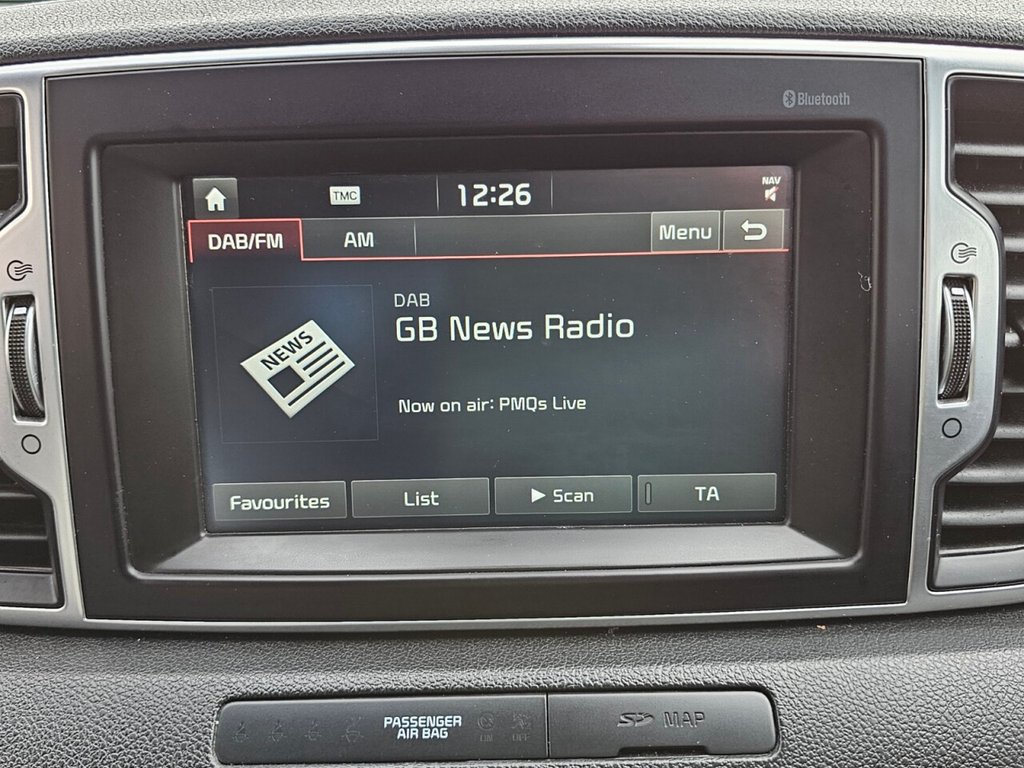 Bluetooth
TMC
12:26
NAV
DAB/FM
AM
Menu
DAB
GB News Radio
NEWS
Now on air: PMQs Live
Favourites
List
Scan
TA
PASSENGER
AIR BAG
ON
OFF
SD MAP